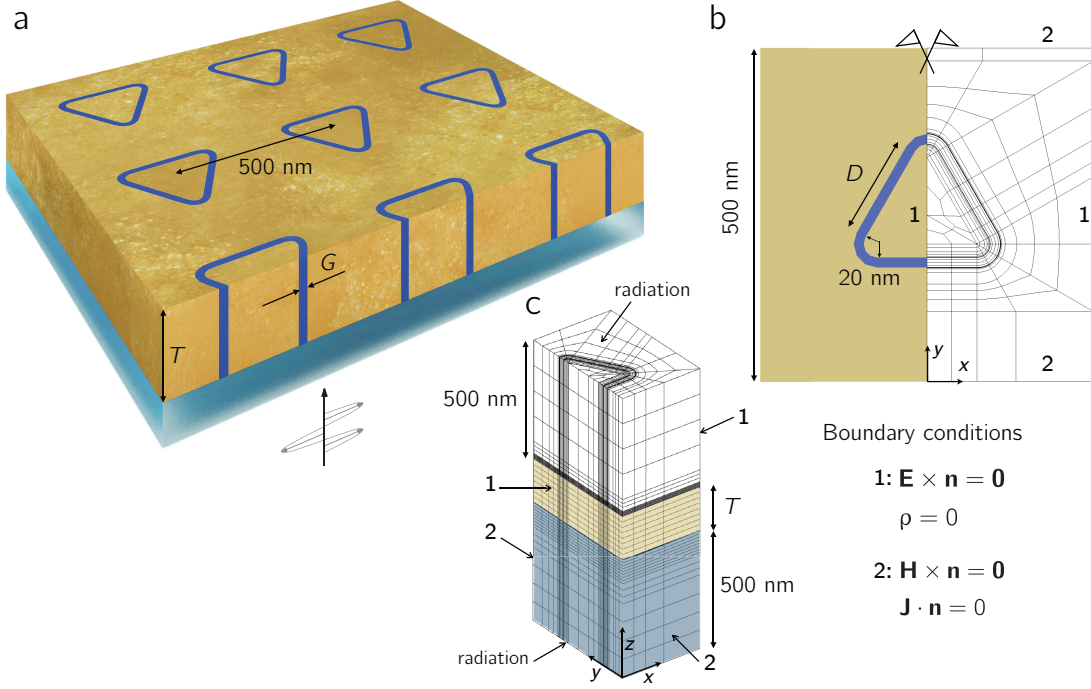 a
500 nm
G
T
b
2
500 nm
D
1
1
20 nm
y
x
2
c
radiation
500 nm
1
1
T
2
500 nm
z
radiation
y
x
2
Boundary conditions
1: E × n = 0
ρ = 0
2: H × n = 0
J · n = 0